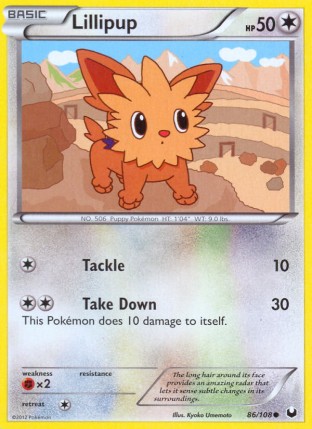 BASIC
Lillipup
HP 50
NO. 506 Puppy Pokémon HT: 1'04" WT: 9.0 lbs.
Tackle 10
Take Down 30
This Pokémon does 10 damage to itself.
weakness
×2
resistance
retreat
The long hair around its face
provides an amazing radar that
lets it sense subtle changes in its
surroundings.
©2012 Pokémon
Illus. Kyoko Umemoto
86/108